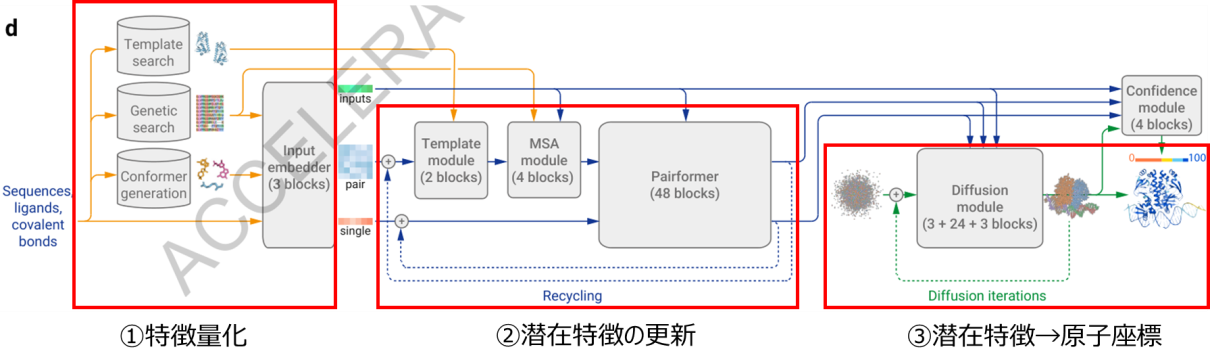 d
Template
search
Genetic
search
Conformer
generation
Sequences,
ligands,
covalent
bonds
Input
embedder
(3 blocks)
inputs
pair
single
Template
module
(2 blocks)
MSA
module
(4 blocks)
Pairformer
(48 blocks)
Recycling
Diffusion
module
(3 + 24 + 3 blocks)
Diffusion iterations
Confidence
module
(4 blocks)
0 100
ACCELERA
①特徴量化
②潜在特徴の更新
③潜在特徴→原子座標